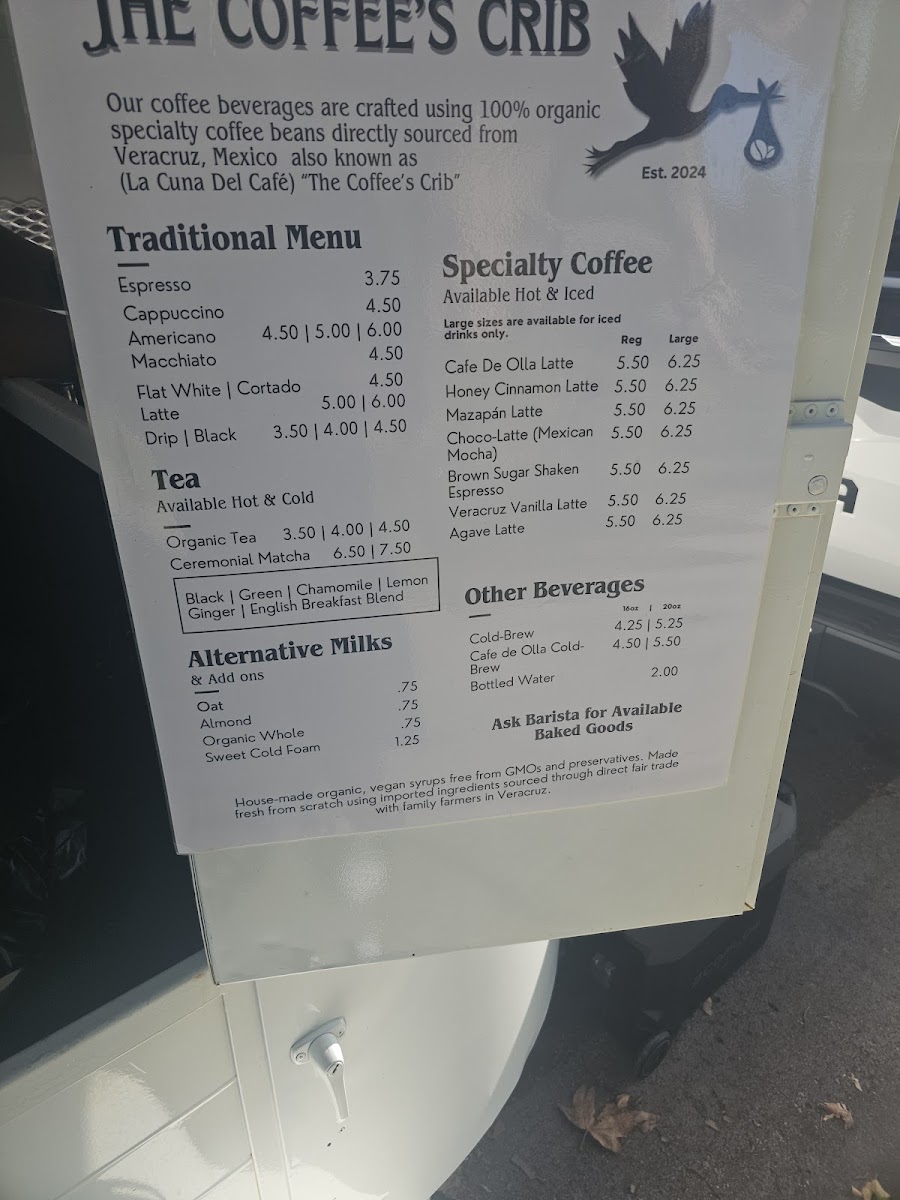 THE COFFEE'S CRIB
Our coffee beverages are crafted using 100% organic
specialty coffee beans directly sourced from
Veracruz, Mexico also known as
(La Cuna Del Café) "The Coffee's Crib"
Est. 2024
Traditional Menu
Espresso 3.75
Cappuccino 4.50
Americano 4.50 | 5.00 | 6.00
Macchiato 4.50
Flat White | Cortado 4.50
Latte 5.00 | 6.00
Drip | Black 3.50 | 4.00 | 4.50
Tea
Available Hot & Cold
Organic Tea 3.50 | 4.00 | 4.50
Ceremonial Matcha 6.50 | 7.50
Black | Green | Chamomile | Lemon
Ginger | English Breakfast Blend
Alternative Milks
& Add ons
Oat .75
Almond .75
Organic Whole .75
Sweet Cold Foam 1.25
Specialty Coffee
Available Hot & Iced
Large sizes are available for iced
drinks only.
Reg Large
Cafe De Olla Latte 5.50 6.25
Honey Cinnamon Latte 5.50 6.25
Mazapán Latte 5.50 6.25
Choco-Latte (Mexican 5.50 6.25
Mocha)
Brown Sugar Shaken 5.50 6.25
Espresso
Veracruz Vanilla Latte 5.50 6.25
Agave Latte 5.50 6.25
Other Beverages
16oz | 20oz
Cold-Brew 4.25 | 5.25
Cafe de Olla Cold- 4.50 | 5.50
Brew
Bottled Water 2.00
Ask Barista for Available
Baked Goods
House-made organic, vegan syrups free from GMOs and preservatives. Made
fresh from scratch using imported ingredients sourced through direct fair trade
with family farmers in Veracruz.